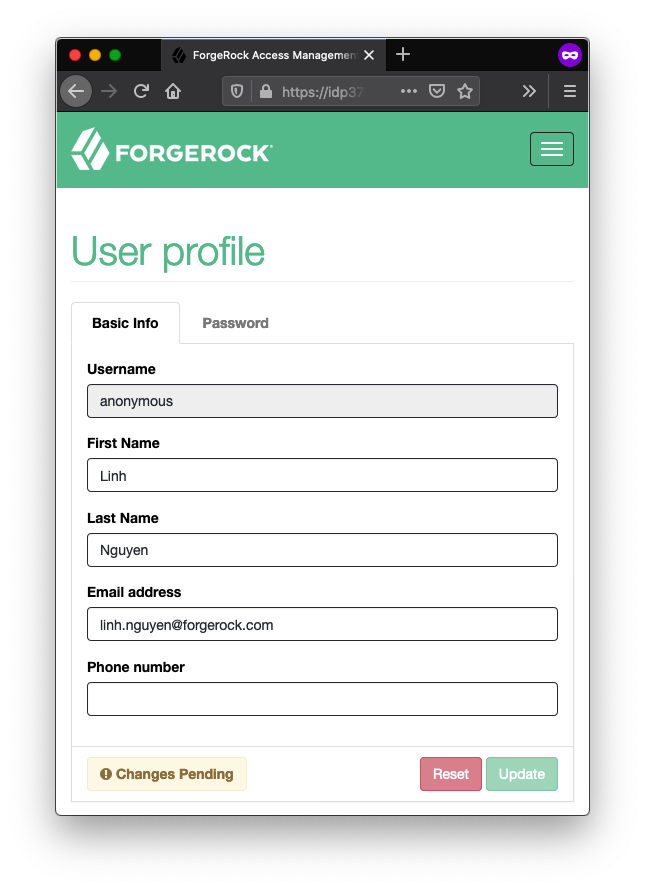 ForgeRock Access Managemen
https://idp37
FORGEROCK
User profile
Basic Info Password
Username
anonymous
First Name
Linh
Last Name
Nguyen
Email address
linh.nguyen@forgerock.com
Phone number
Changes Pending Reset Update